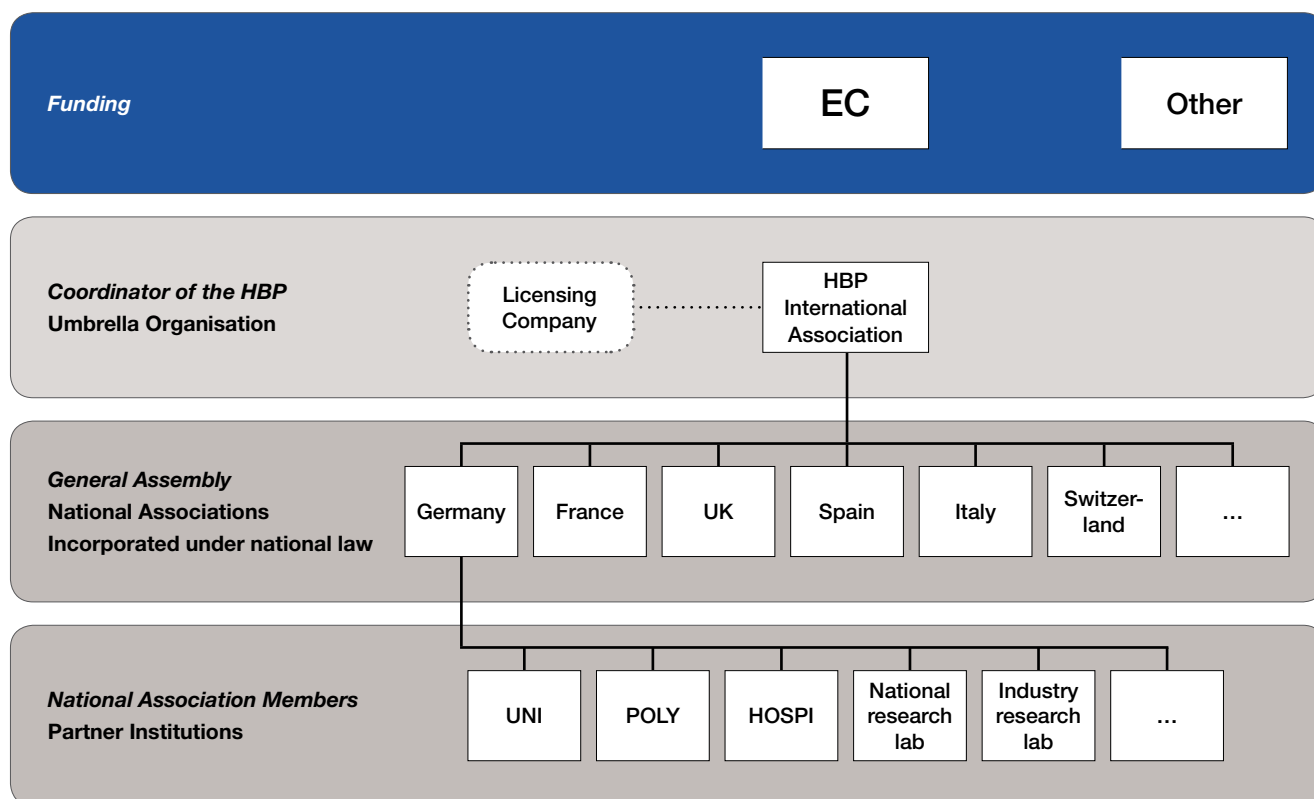 Funding
EC
Other
Coordinator of the HBP
Umbrella Organisation
Licensing
Company
HBP
International
Association
General Assembly
National Associations
Incorporated under national law
Germany
France
UK
Spain
Italy
Switzer-
land
...
National Association Members
Partner Institutions
UNI
POLY
HOSPI
National
research
lab
Industry
research
lab
...